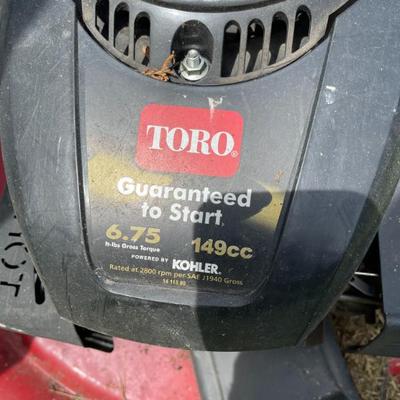 TORO
Guaranteed
to Start
6.75 149cc
ft-lbs Gross Torque
POWERED BY KOHLER
Rated at 2800 rpm per SAE J1940 Gross